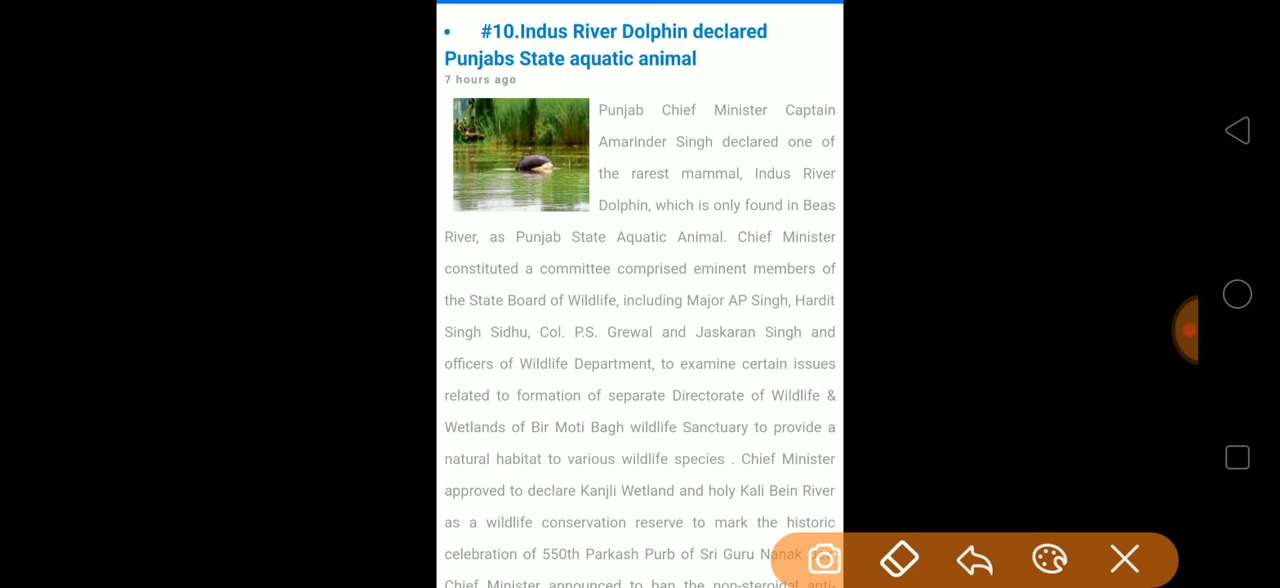 • #10.Indus River Dolphin declared
Punjabs State aquatic animal
7 hours ago
Punjab Chief Minister Captain
Amarinder Singh declared one of
the rarest mammal, Indus River
Dolphin, which is only found in Beas
River, as Punjab State Aquatic Animal. Chief Minister
constituted a committee comprised eminent members of
the State Board of Wildlife, including Major AP Singh, Hardit
Singh Sidhu, Col. P.S. Grewal and Jaskaran Singh and
officers of Wildlife Department, to examine certain issues
related to formation of separate Directorate of Wildlife &
Wetlands of Bir Moti Bagh wildlife Sanctuary to provide a
natural habitat to various wildlife species . Chief Minister
approved to declare Kanjli Wetland and holy Kali Bein River
as a wildlife conservation reserve to mark the historic
celebration of 550th Parkash Purb of Sri Guru Nanak
Chief Minister announced to ban the non-steroidal anti-